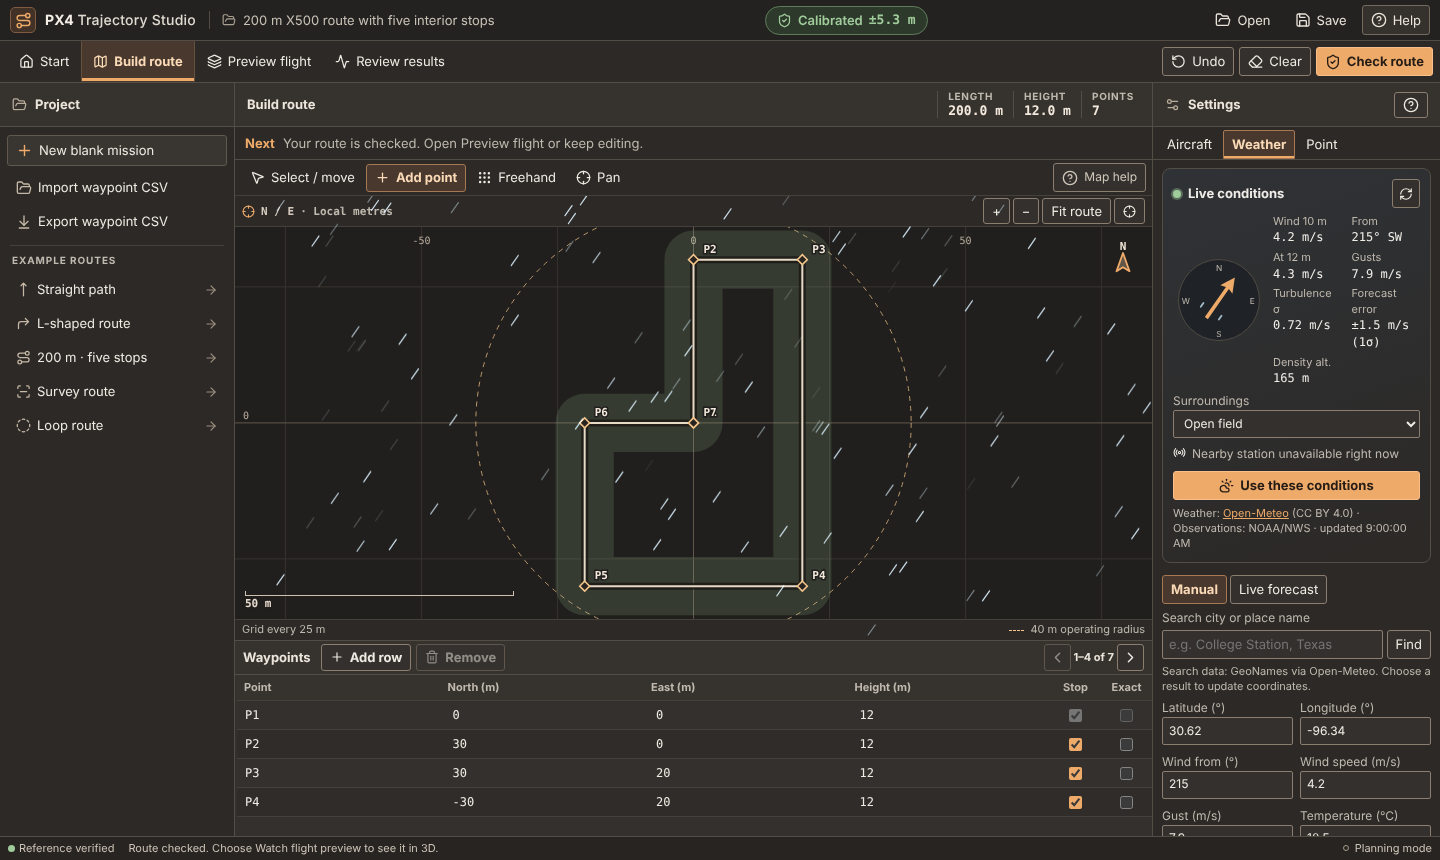 PX4 Trajectory Studio
200 m X500 route with five interior stops
Calibrated ±5.3 m
Open
Save
Help
Start
Build route
Preview flight
Review results
Undo
Clear
Check route
Project
New blank mission
Import waypoint CSV
Export waypoint CSV
EXAMPLE ROUTES
Straight path
L-shaped route
200 m · five stops
Survey route
Loop route
Build route
LENGTH
200.0 m
HEIGHT
12.0 m
POINTS
7
Next Your route is checked. Open Preview flight or keep editing.
Select / move
Add point
Freehand
Pan
Map help
N / E · Local metres
+
−
Fit route
-50
0
50
N
P2
P3
0
P6
P7
P5
P4
50 m
Grid every 25 m
40 m operating radius
Waypoints
Add row
Remove
1–4 of 7
Point North (m) East (m) Height (m) Stop Exact
P1 0 0 12
P2 30 0 12
P3 30 20 12
P4 -30 20 12
Settings
Aircraft
Weather
Point
Live conditions
N
W
E
S
Wind 10 m
4.2 m/s
From
215° SW
At 12 m
4.3 m/s
Gusts
7.9 m/s
Turbulence
σ
0.72 m/s
Forecast
error
±1.5 m/s
(1σ)
Density alt.
165 m
Surroundings
Open field
Nearby station unavailable right now
Use these conditions
Weather: Open-Meteo (CC BY 4.0) ·
Observations: NOAA/NWS · updated 9:00:00
AM
Manual
Live forecast
Search city or place name
e.g. College Station, Texas
Find
Search data: GeoNames via Open-Meteo. Choose a
result to update coordinates.
Latitude (°)
30.62
Longitude (°)
-96.34
Wind from (°)
215
Wind speed (m/s)
4.2
Gust (m/s)
Temperature (°C)
Reference verified
Route checked. Choose Watch flight preview to see it in 3D.
Planning mode